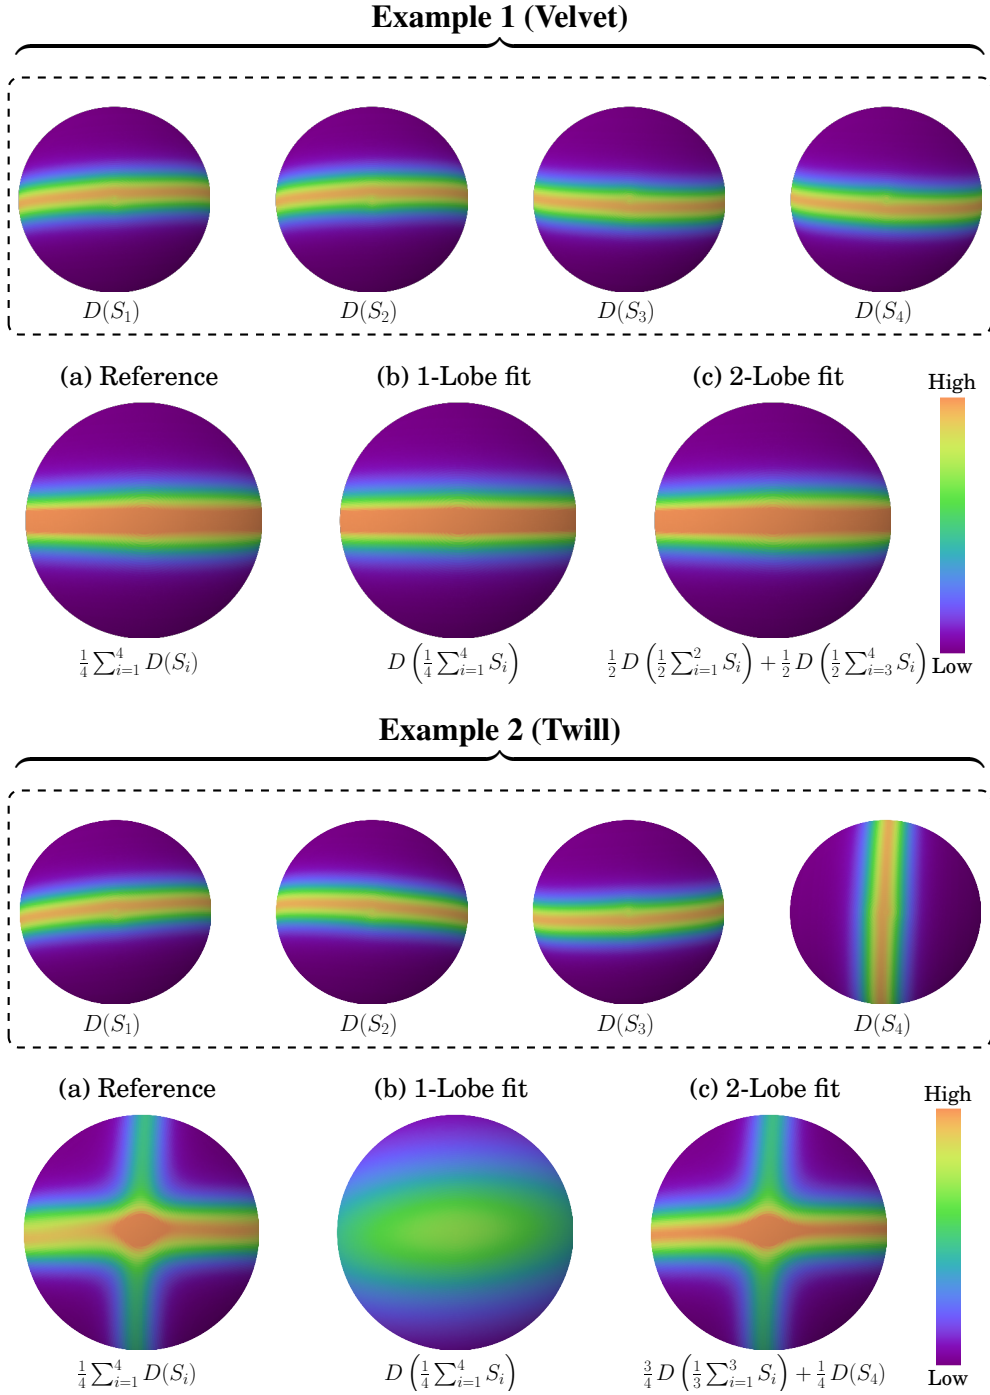 Example 1 (Velvet)
D(S₁) D(S₂) D(S₃) D(S₄)
(a) Reference (b) 1-Lobe fit (c) 2-Lobe fit
High
Low
¼ ∑⁴ᵢ₌₁ D(Sᵢ) D(¼ ∑⁴ᵢ₌₁ Sᵢ) ½ D(½ ∑²ᵢ₌₁ Sᵢ) + ½ D(½ ∑⁴ᵢ₌₃ Sᵢ)
Example 2 (Twill)
D(S₁) D(S₂) D(S₃) D(S₄)
(a) Reference (b) 1-Lobe fit (c) 2-Lobe fit
High
¼ ∑⁴ᵢ₌₁ D(Sᵢ) D(¼ ∑⁴ᵢ₌₁ Sᵢ) ¾ D(⅓ ∑³ᵢ₌₁ Sᵢ) + ¼ D(S₄)
Low